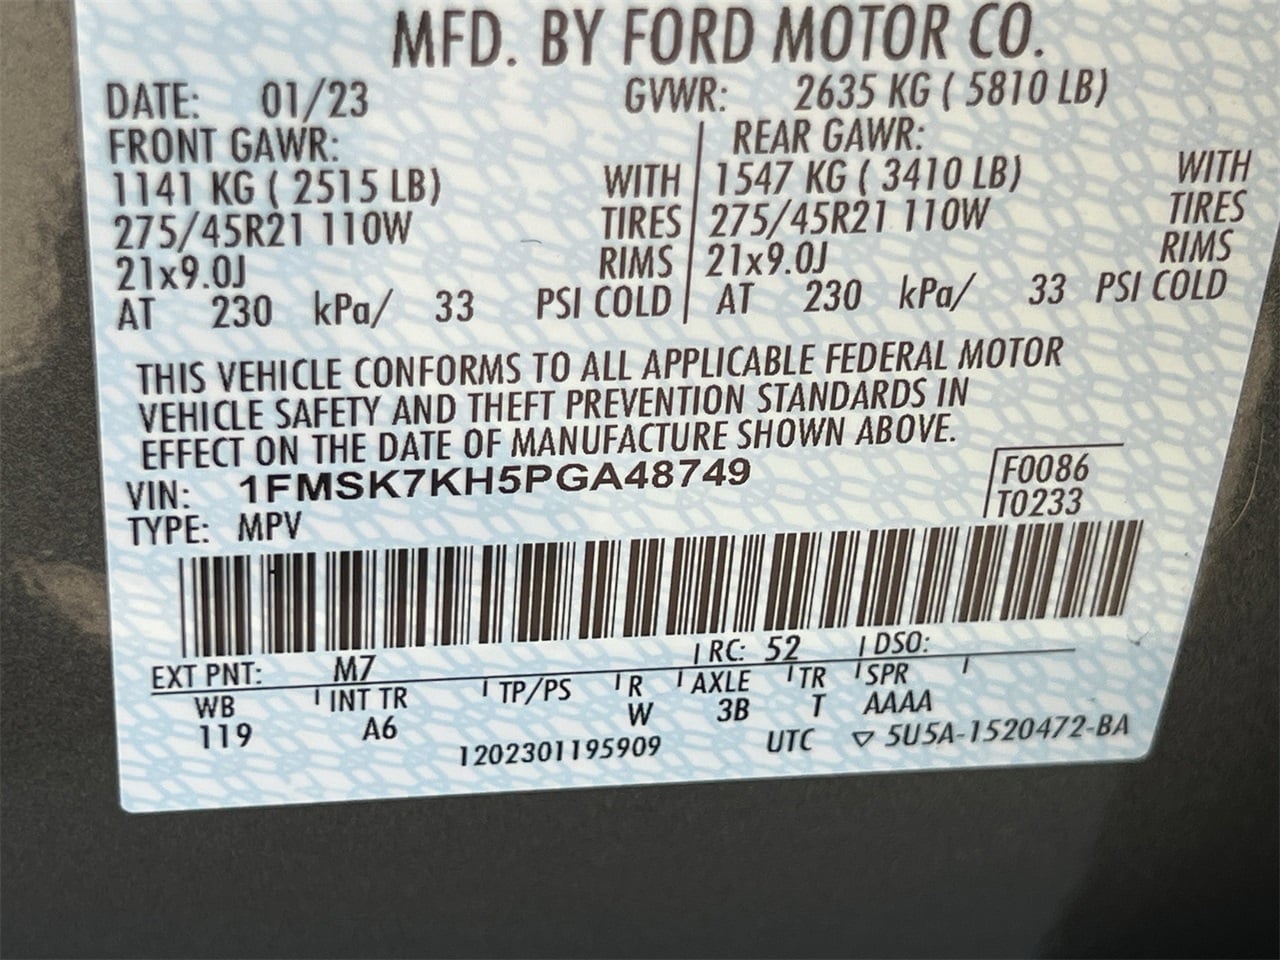 MFD. BY FORD MOTOR CO.
DATE: 01/23 GVWR: 2635 KG ( 5810 LB)
FRONT GAWR: REAR GAWR:
1141 KG ( 2515 LB) WITH 1547 KG ( 3410 LB) WITH
275/45R21 110W TIRES 275/45R21 110W TIRES
21x9.0J RIMS 21x9.0J RIMS
AT 230 kPa/ 33 PSI COLD AT 230 kPa/ 33 PSI COLD
THIS VEHICLE CONFORMS TO ALL APPLICABLE FEDERAL MOTOR
VEHICLE SAFETY AND THEFT PREVENTION STANDARDS IN
EFFECT ON THE DATE OF MANUFACTURE SHOWN ABOVE.
VIN: 1FMSK7KH5PGA48749 F0086
TYPE: MPV T0233
EXT PNT: M7 RC: 52 DSO:
WB INT TR TP/PS R AXLE TR SPR
119 A6 W 3B T AAAA
1202301195909 UTC ▽ 5U5A-1520472-BA